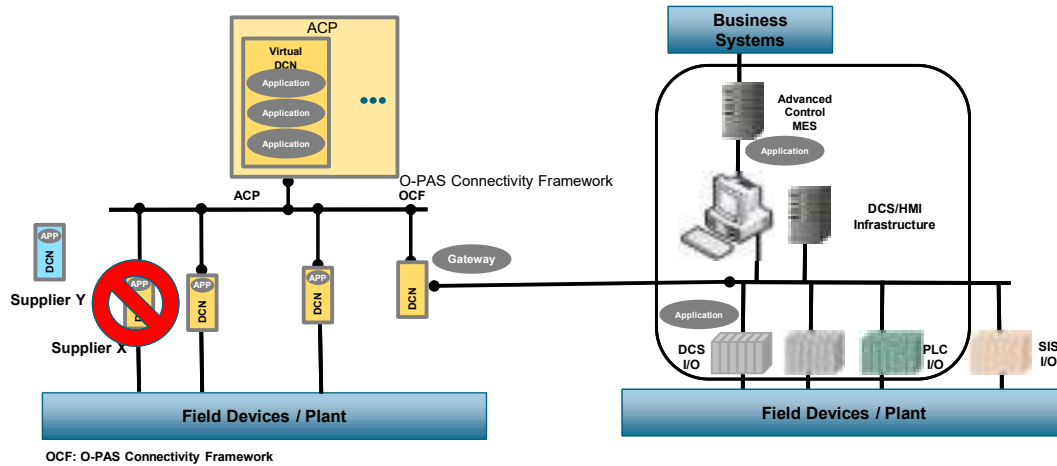 ACP
Virtual
DCN
Application
Application
Application
O-PAS Connectivity Framework
ACP
OCF
APP
DCN
Supplier Y
APP
Supplier X
APP
DCN
APP
DCN
DCN
Gateway
Field Devices / Plant
OCF: O-PAS Connectivity Framework
Business
Systems
Advanced
Control
MES
Application
DCS/HMI
Infrastructure
Application
DCS
I/O
PLC
I/O
SIS
I/O
Field Devices / Plant